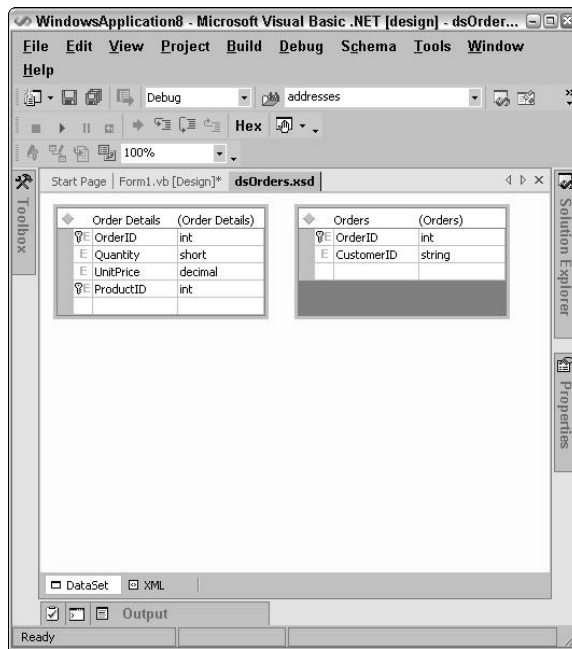 WindowsApplication8 - Microsoft Visual Basic .NET [design] - dsOrder...
File Edit View Project Build Debug Schema Tools Window
Help
Debug addresses
Hex
100%
Start Page Form1.vb [Design]* dsOrders.xsd
Toolbox
Order Details (Order Details)
E OrderID int
E Quantity short
E UnitPrice decimal
E ProductID int
Orders (Orders)
E OrderID int
E CustomerID string
Solution Explorer
Properties
DataSet XML
Output
Ready